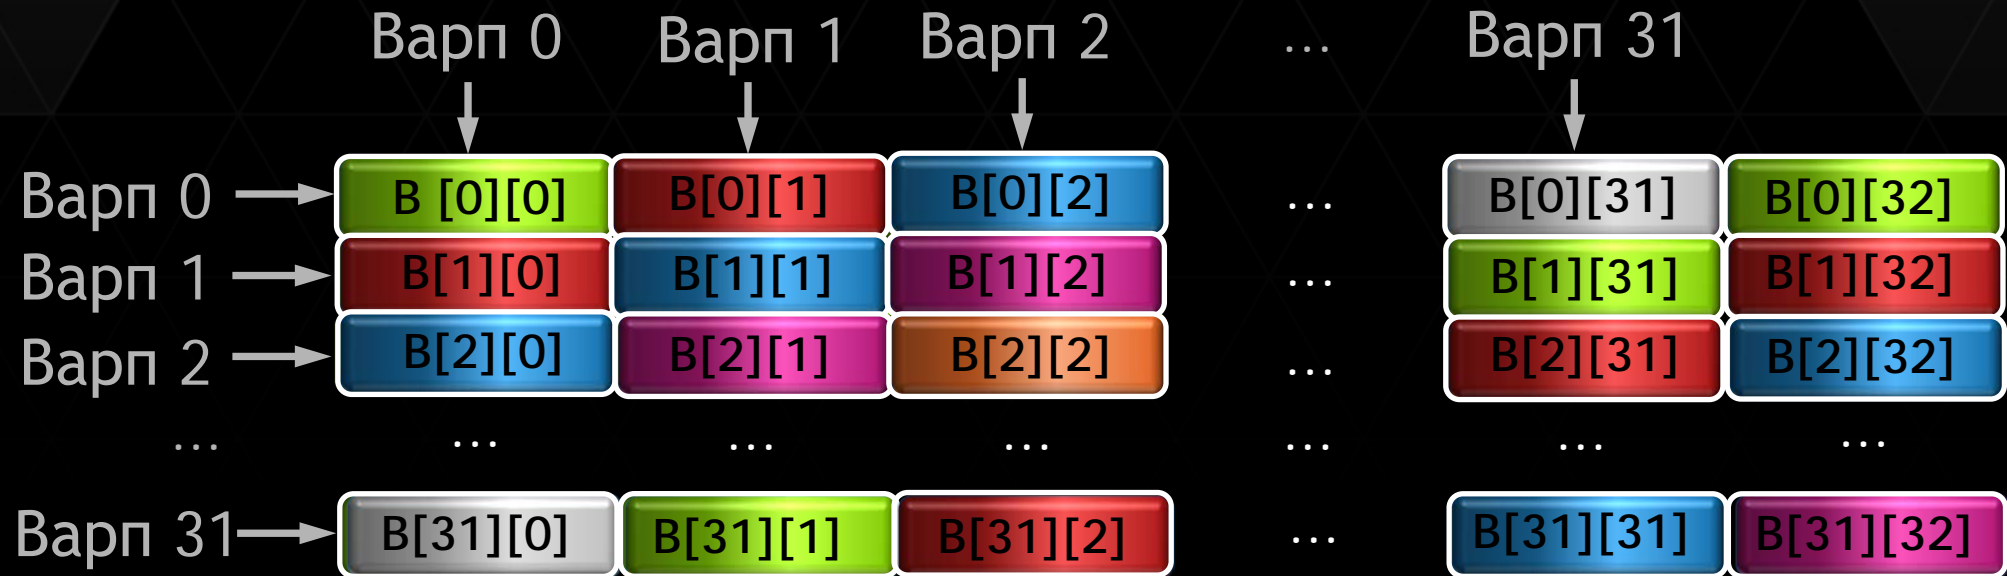 Варп 0 Варп 1 Варп 2 ... Варп 31
Варп 0 B [0][0] B[0][1] B[0][2] ... B[0][31] B[0][32]
Варп 1 B[1][0] B[1][1] B[1][2] ... B[1][31] B[1][32]
Варп 2 B[2][0] B[2][1] B[2][2] ... B[2][31] B[2][32]
... ... ... ... ... ... ...
Варп 31 B[31][0] B[31][1] B[31][2] ... B[31][31] B[31][32]